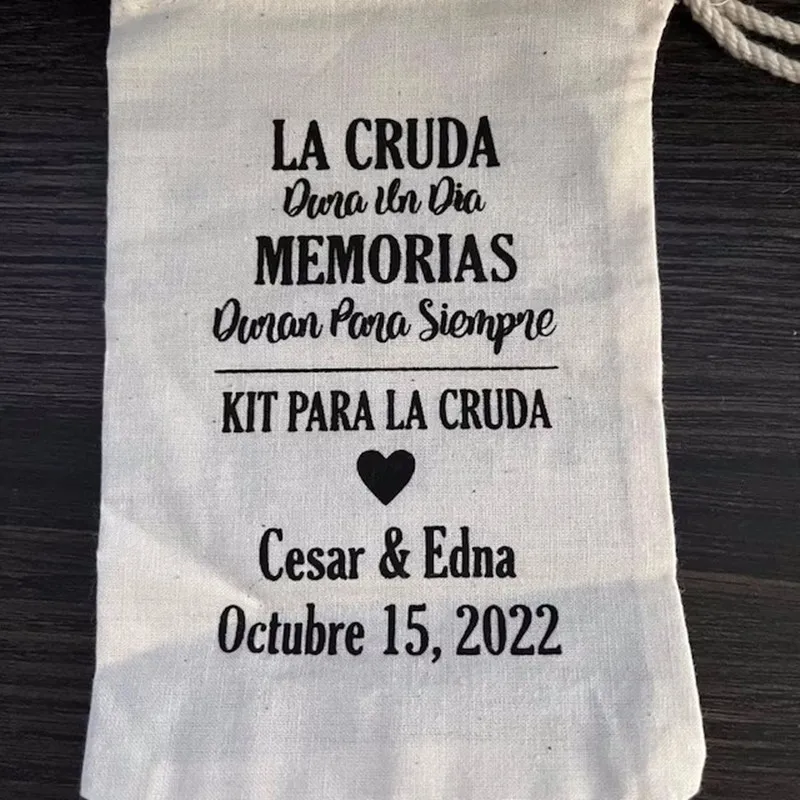 LA CRUDA
Dura Un Dia
MEMORIAS
Duran Para Siempre
KIT PARA LA CRUDA
Cesar & Edna
Octubre 15, 2022